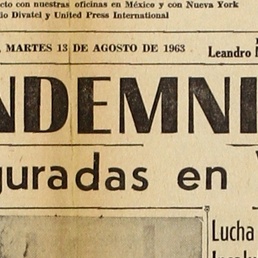 cto con nuestras oficinas en México y con Nueva York
io Divatel y United Press International
, MARTES 13 DE AGOSTO DE 1963
Leandro
NDEMNI
guradas en
Lucha